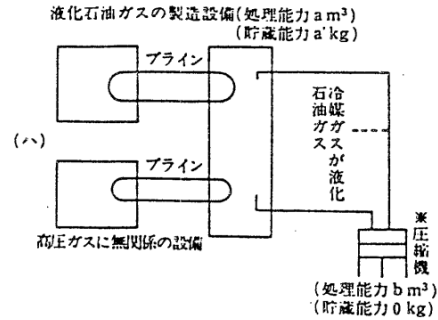 液化石油ガスの製造設備(処理能力a m³)
(貯蔵能力a'kg)
ブライン
(ハ)
ブライン
高圧ガスに無関係の設備
冷媒ガスが液化
石油ガス
※圧縮機
(処理能力b m³)
(貯蔵能力0 kg)